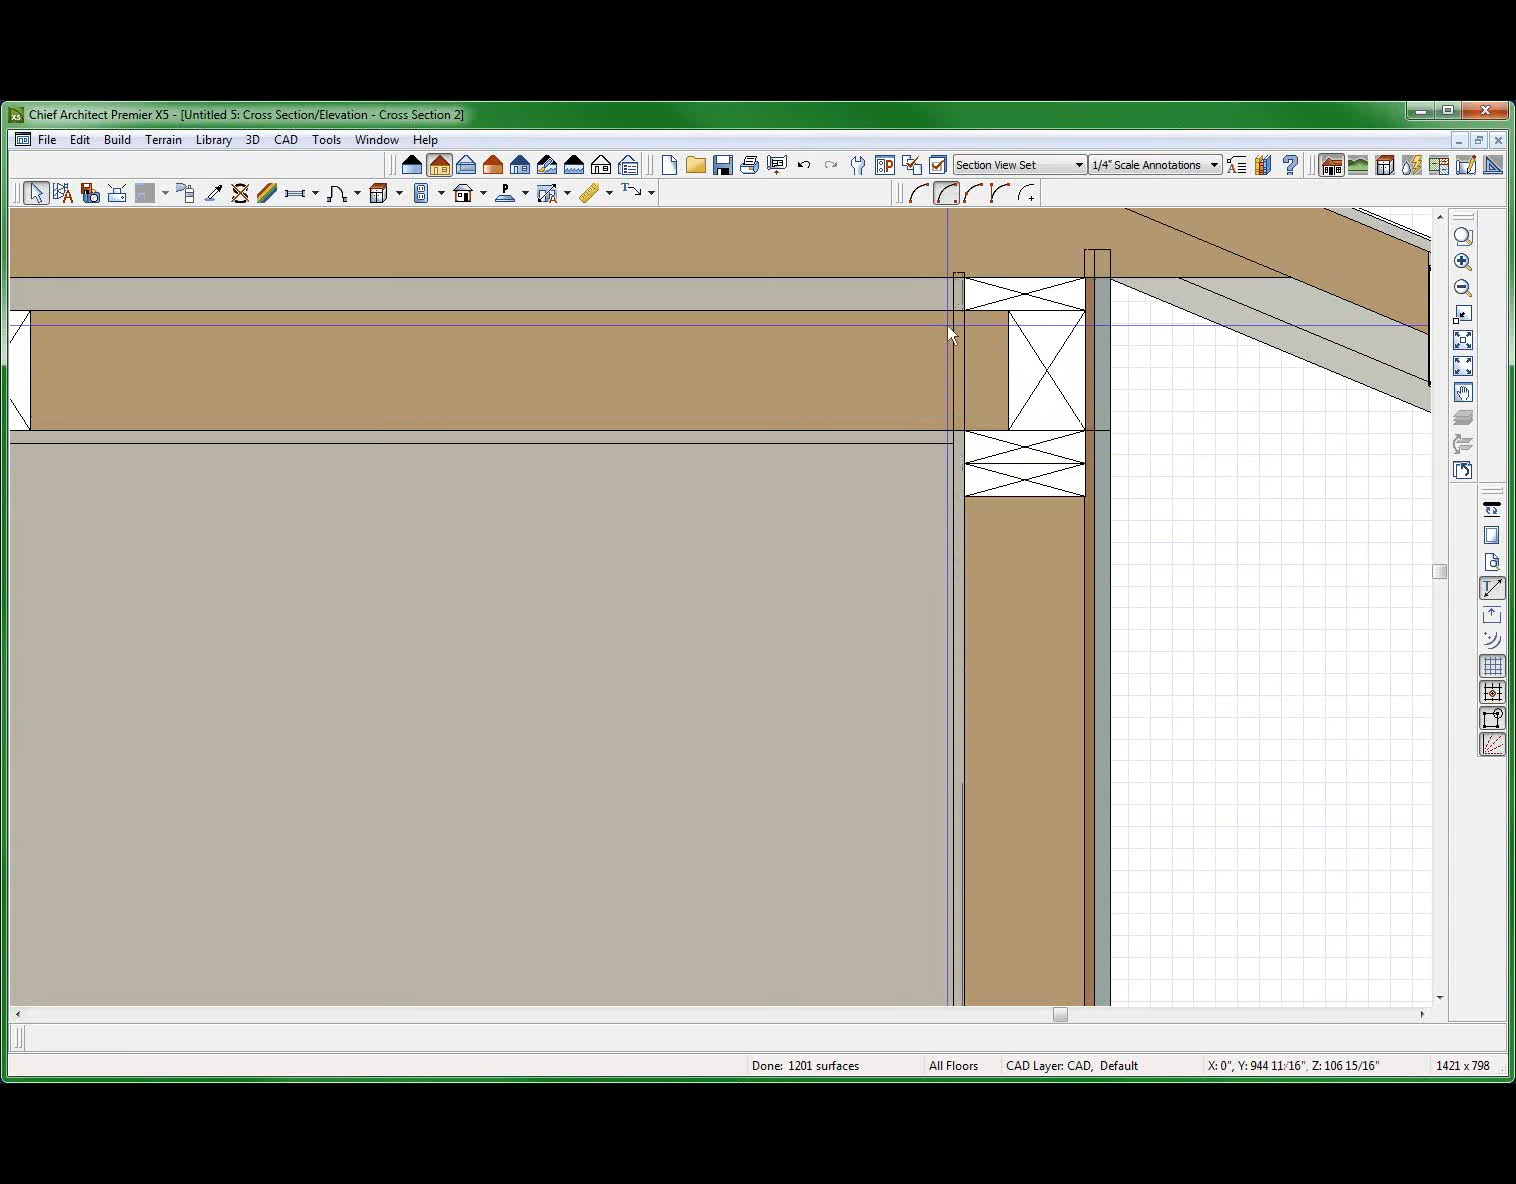 Chief Architect Premier X5 - [Untitled 5: Cross Section/Elevation - Cross Section 2]
File Edit Build Terrain Library 3D CAD Tools Window Help
Section View Set 1/4" Scale Annotations
Done: 1201 surfaces All Floors CAD Layer: CAD, Default X: 0", Y: 944 11/16", Z: 106 15/16" 1421 x 798